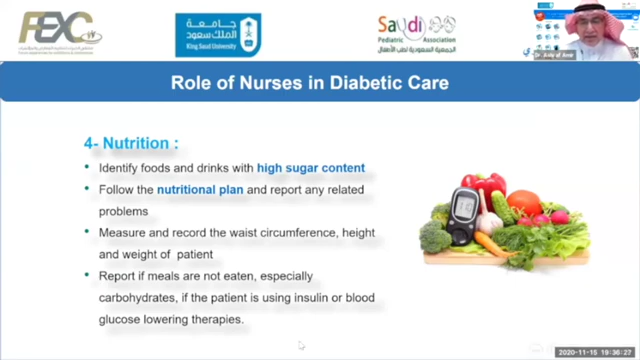 FEXC
جـامـعـة
الملك سعود
King Saud University
Saudi
Pediatric Association
الجمعية السعودية لطب الأطفال
Role of Nurses in Diabetic Care
4- Nutrition :
• Identify foods and drinks with high sugar content
• Follow the nutritional plan and report any related
problems
• Measure and record the waist circumference, height
and weight of patient
• Report if meals are not eaten, especially
carbohydrates, if the patient is using insulin or blood
glucose lowering therapies.
2020-11-15 19:36:27